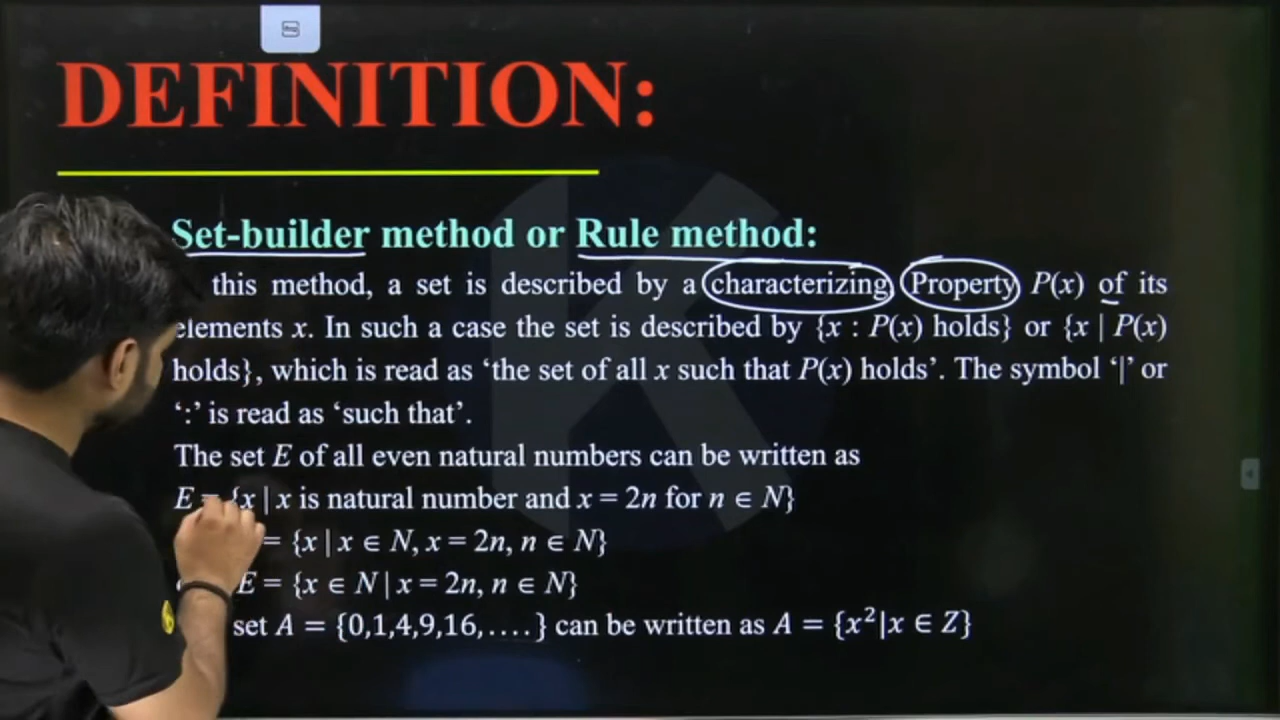 DEFINITION:
Set-builder method or Rule method:
this method, a set is described by a characterizing Property P(x) of its
elements x. In such a case the set is described by {x : P(x) holds} or {x | P(x)
holds}, which is read as ‘the set of all x such that P(x) holds’. The symbol ‘|’ or
‘:’ is read as ‘such that’.
The set E of all even natural numbers can be written as
E = {x | x is natural number and x = 2n for n ∈ N}
= {x | x ∈ N, x = 2n, n ∈ N}
E = {x ∈ N | x = 2n, n ∈ N}
set A = {0,1,4,9,16,....} can be written as A = {x²|x ∈ Z}